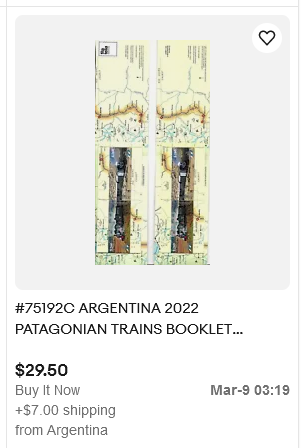 #75192C ARGENTINA 2022
PATAGONIAN TRAINS BOOKLET...
$29.50
Buy It Now
Mar-9 03:19
+$7.00 shipping
from Argentina